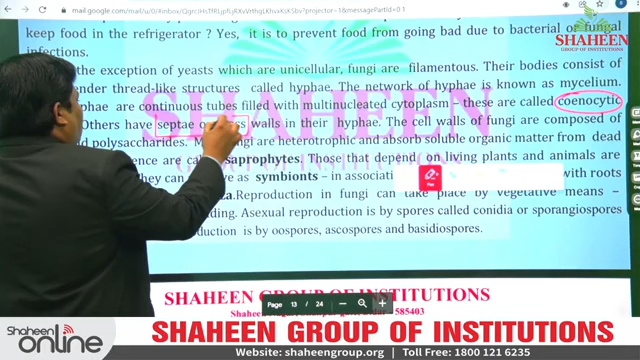 //mail.google.com/mail/u/0/#inbox/ projector=1&messagePartId=0.1
keep food in the refrigerator ? Yes, it is to prevent food from going bad due to bacterial or fungal
SHAHEEN
GROUP OF INSTITUTIONS
infections.
the exception of yeasts which are unicellular, fungi are filamentous. Their bodies consist of
thread-like structures called hyphae. The network of hyphae is known as mycelium.
are continuous tubes filled with multinucleated cytoplasm – these are called coenocytic
Others have septae walls in their hyphae. The cell walls of fungi are composed of
polysaccharides. fungi are heterotrophic and absorb soluble organic matter from dead
are saprophytes. Those that depend on living plants and animals are
can as symbionts – in with roots
Pen
Reproduction in fungi can take place by vegetative means –
Asexual reproduction is by spores called conidia or sporangiospores
is by oospores, ascospores and basidiospores.
SHAHEEN
SHAHEEN GROUP OF INSTITUTIONS
585403
Page 13 / 24
Shaheen
online
SHAHEEN GROUP OF INSTITUTIONS
Website: shaheengroup.org | Toll Free: 1800 121 6235